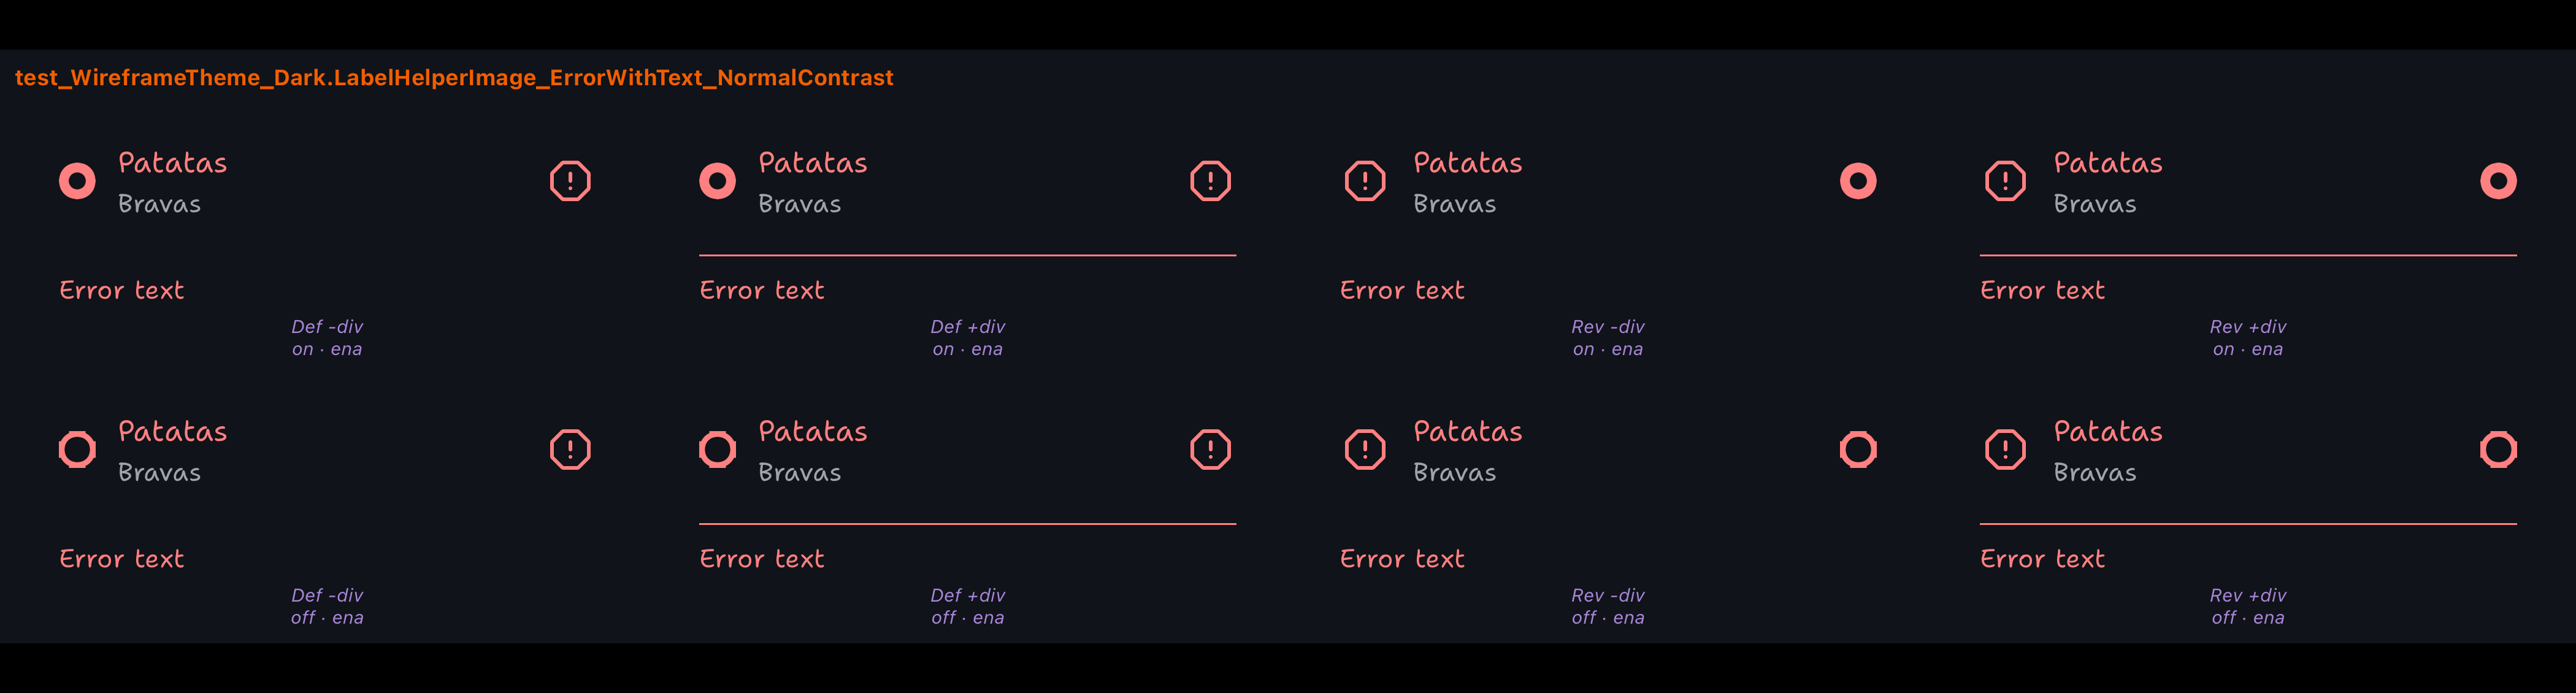 test_WireframeTheme_Dark.LabelHelperImage_ErrorWithText_NormalContrast
Patatas
Bravas
Error text
Def -div
on · ena
Patatas
Bravas
Error text
Def +div
on · ena
Patatas
Bravas
Error text
Rev -div
on · ena
Patatas
Bravas
Error text
Rev +div
on · ena
Patatas
Bravas
Error text
Def -div
off · ena
Patatas
Bravas
Error text
Def +div
off · ena
Patatas
Bravas
Error text
Rev -div
off · ena
Patatas
Bravas
Error text
Rev +div
off · ena